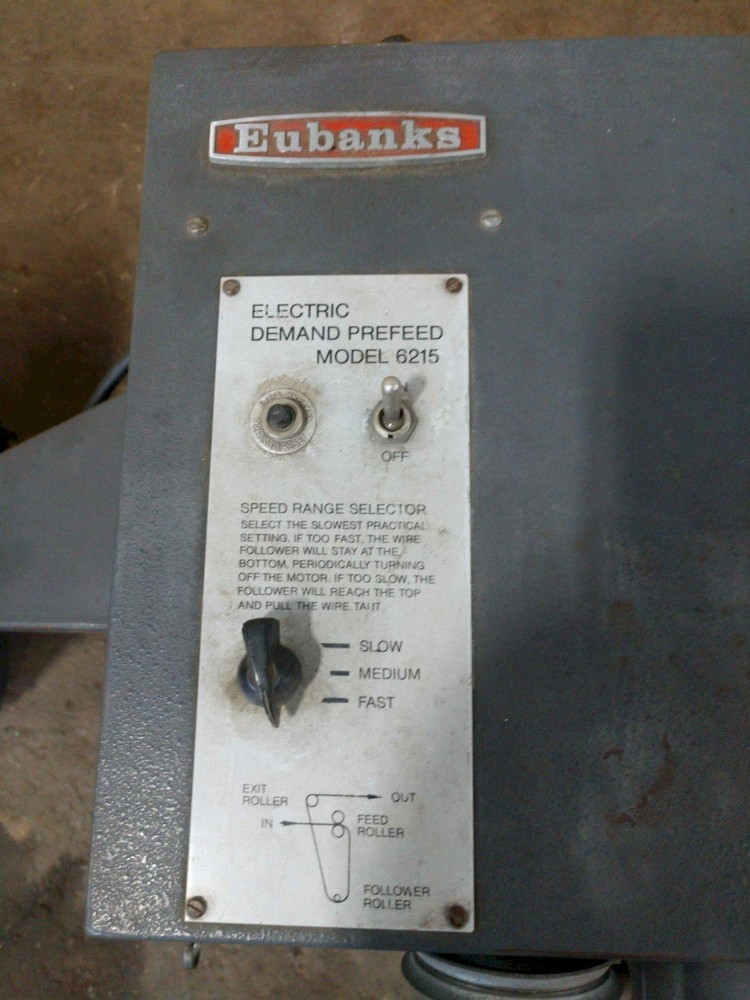 Eubanks
ELECTRIC
DEMAND PREFEED
MODEL 6215
OFF
SPEED RANGE SELECTOR
SELECT THE SLOWEST PRACTICAL
SETTING. IF TOO FAST, THE WIRE
FOLLOWER WILL STAY AT THE
BOTTOM, PERIODICALLY TURNING
OFF THE MOTOR. IF TOO SLOW, THE
FOLLOWER WILL REACH THE TOP
AND PULL THE WIRE TAUT
SLOW
MEDIUM
FAST
EXIT
ROLLER
OUT
IN
FEED
ROLLER
FOLLOWER
ROLLER